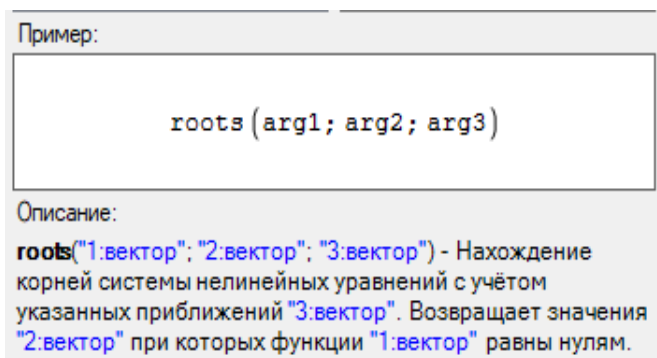 Пример:
roots(arg1; arg2; arg3)
Описание:
roots("1:вектор"; "2:вектор"; "3:вектор") - Нахождение
корней системы нелинейных уравнений с учётом
указанных приближений "3:вектор". Возвращает значения
"2:вектор" при которых функции "1:вектор" равны нулям.